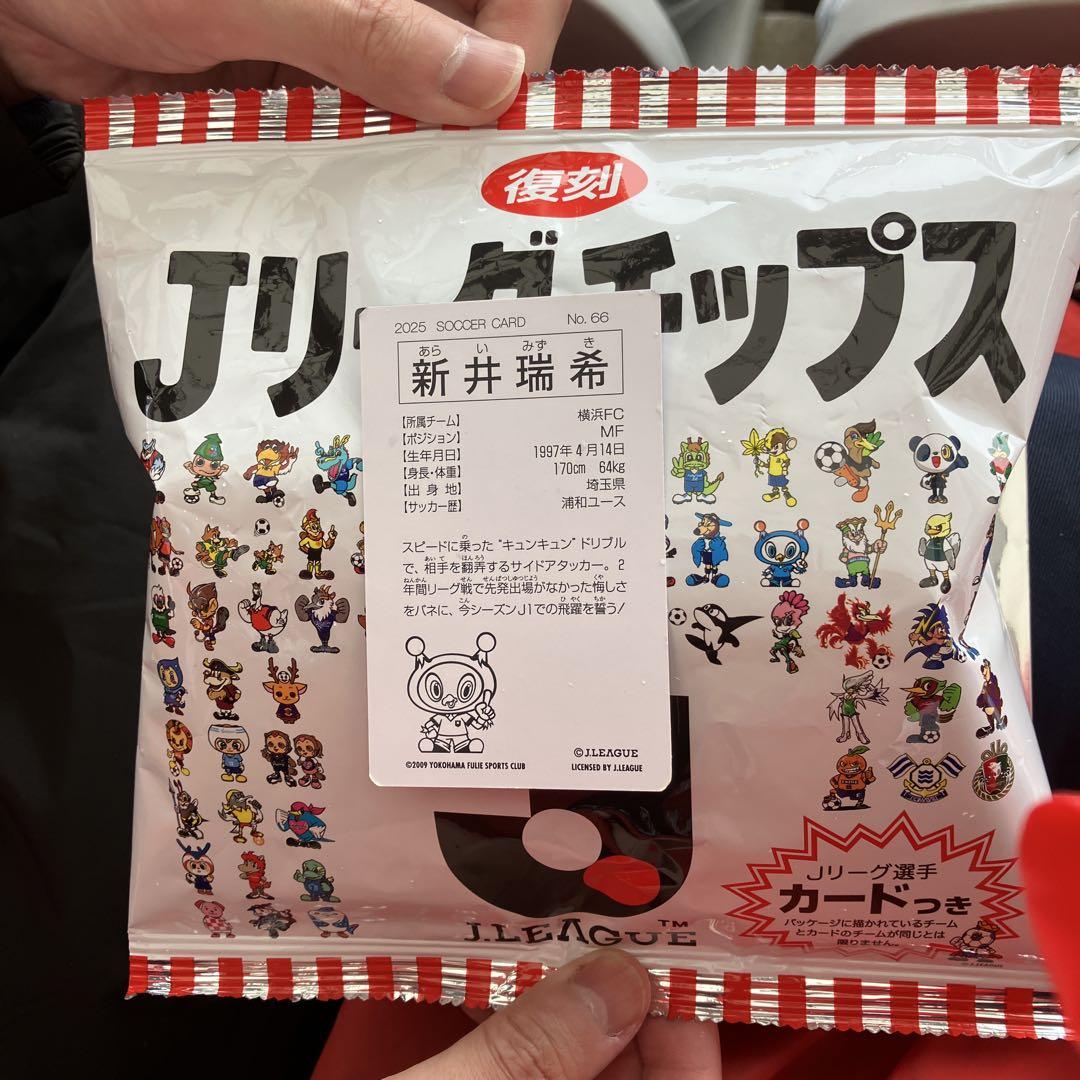 復刻
Jリーグチップス
2025 SOCCER CARD No. 66
あら い みず き
新井瑞希
【所属チーム】 横浜FC
【ポジション】 MF
【生年月日】 1997年4月14日
【身長・体重】 170cm 64kg
【出身地】 埼玉県
【サッカー歴】 浦和ユース
スピードに乗った“キュンキュン”ドリブル
で、相手を翻弄するサイドアタッカー。2
年間リーグ戦で先発出場がなかった悔しさ
をバネに、今シーズンJ1での飛躍を誓う!
©J.LEAGUE
©2009 YOKOHAMA FULIE SPORTS CLUB LICENSED BY J.LEAGUE
J.LEAGUE™
Jリーグ選手
カードつき
パッケージに描かれているチーム
とカードのチームが同じとは
限りません。
©J.LEAGUE